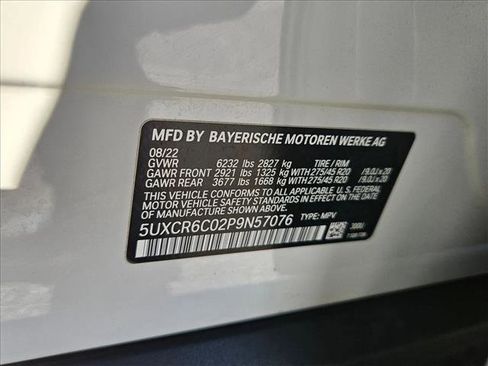 MFD BY BAYERISCHE MOTOREN WERKE AG
08/22
GVWR 6232 lbs 2827 kg TIRE / RIM
GAWR FRONT 2921 lbs 1325 kg WITH 275/45 R20 /9.0J x 20
GAWR REAR 3677 lbs 1668 kg WITH 275/45 R20 /9.0J x 20
THIS VEHICLE CONFORMS TO ALL APPLICABLE U. S. FEDERAL
MOTOR VEHICLE SAFETY STANDARDS IN EFFECT ON THE DATE
OF MANUFACTURE SHOWN ABOVE.
5UXCR6C02P9N57076 TYPE: MPV
300U